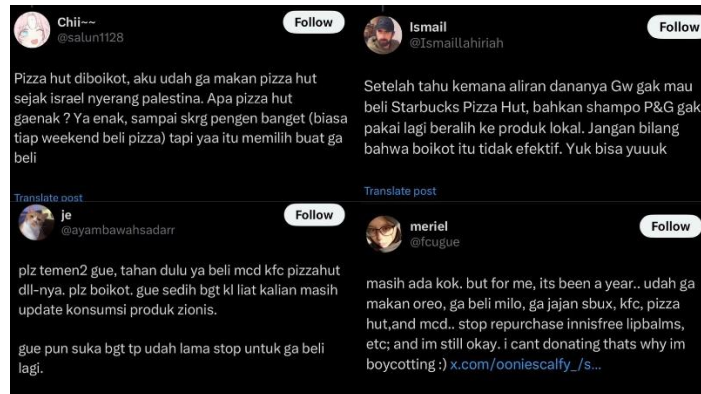 Chii~~
Follow
@salun1128
Pizza hut diboikot, aku udah ga makan pizza hut
sejak israel nyerang palestina. Apa pizza hut
gaenak ? Ya enak, sampai skrg pengen banget (biasa
tiap weekend beli pizza) tapi yaa itu memilih buat ga
beli
Translate post
Ismail
Follow
@Ismaillahiriah
Setelah tahu kemana aliran dananya Gw gak mau
beli Starbucks Pizza Hut, bahkan shampo P&G gak
pakai lagi beralih ke produk lokal. Jangan bilang
bahwa boikot itu tidak efektif. Yuk bisa yuuuk
Translate post
je
Follow
@ayambawahsadarr
plz temen2 gue, tahan dulu ya beli mcd kfc pizzahut
dll-nya. plz boikot. gue sedih bgt kl liat kalian masih
update konsumsi produk zionis.
gue pun suka bgt tp udah lama stop untuk ga beli
lagi.
meriel
Follow
@fcugue
masih ada kok. but for me, its been a year.. udah ga
makan oreo, ga beli milo, ga jajan sbux, kfc, pizza
hut,and mcd.. stop repurchase innisfree lipbalms,
etc; and im still okay. i cant donating thats why im
boycotting :) x.com/ooniescalfy_/s...